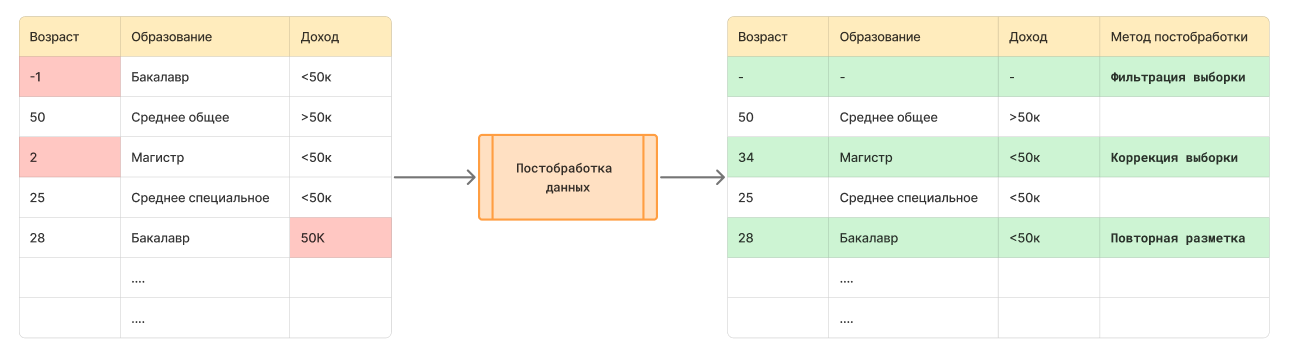 Возраст Образование Доход
-1 Бакалавр <50к
50 Среднее общее >50к
2 Магистр <50к
25 Среднее специальное <50к
28 Бакалавр 50К
....
....
Постобработка
данных
Возраст Образование Доход Метод постобработки
- - - Фильтрация выборки
50 Среднее общее >50к
34 Магистр <50к Коррекция выборки
25 Среднее специальное <50к
28 Бакалавр <50к Повторная разметка
....
....